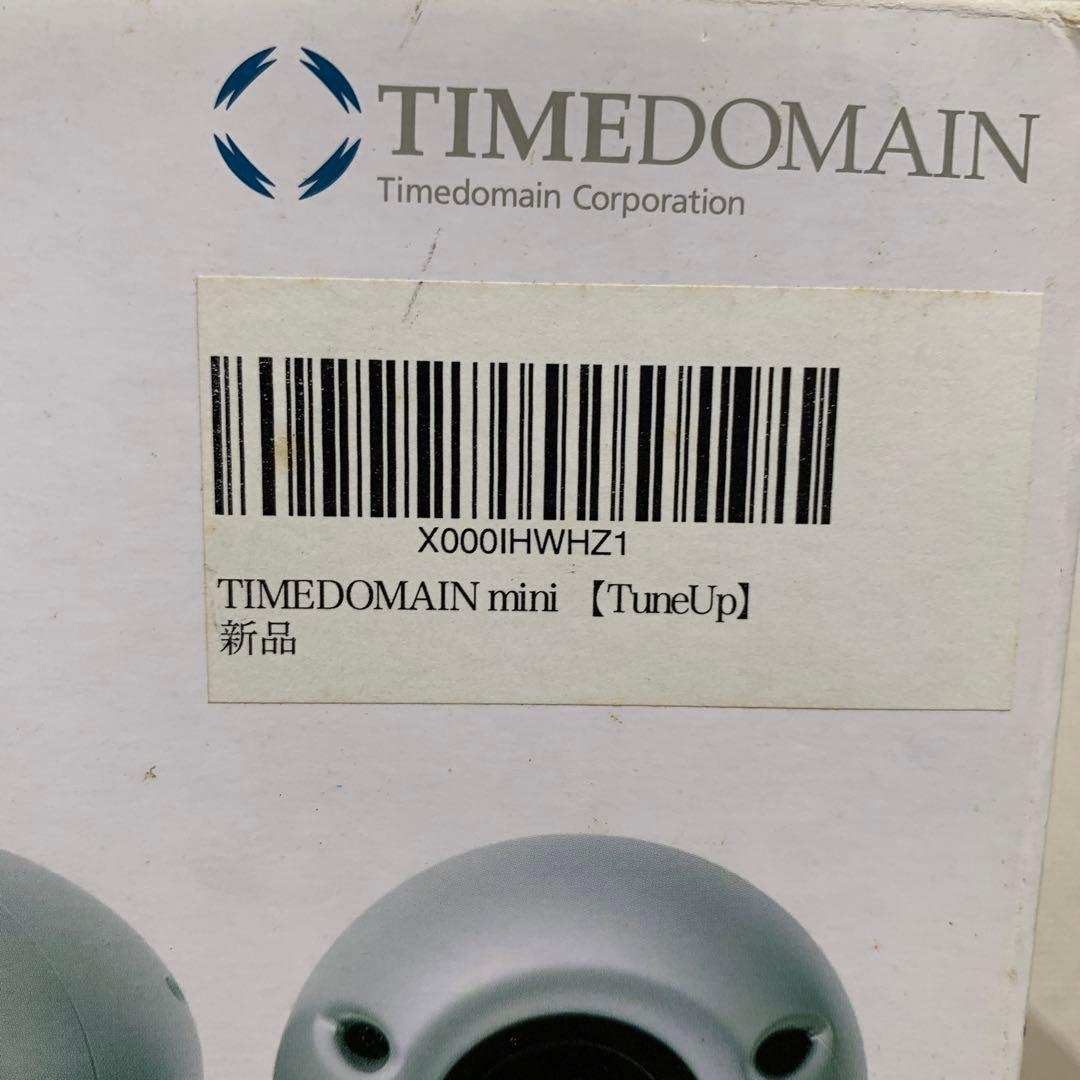 TIMEDOMAIN
Timedomain Corporation
X000IHWHZ1
TIMEDOMAIN mini 【TuneUp】
新品